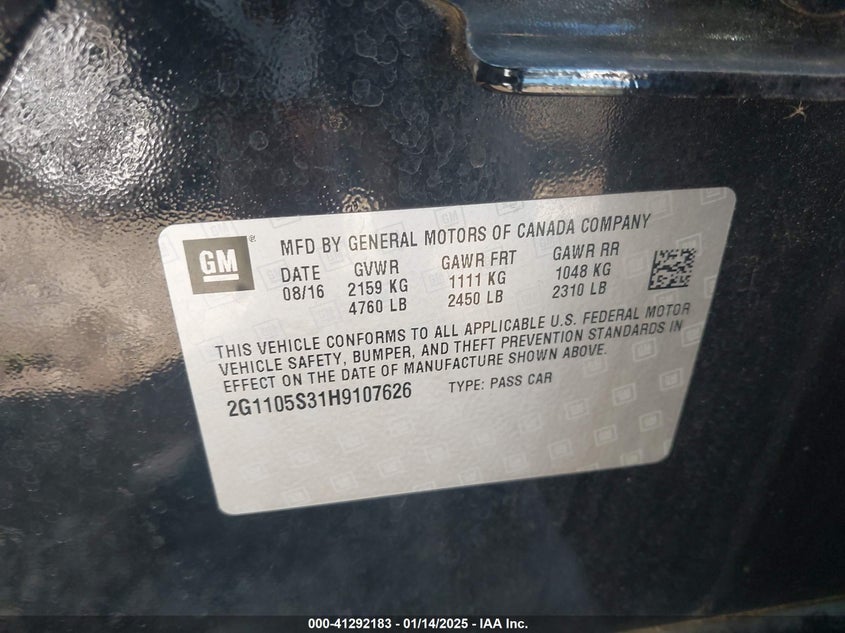 GM ® MFD BY GENERAL MOTORS OF CANADA COMPANY
DATE GVWR GAWR FRT GAWR RR
08/16 2159 KG 1111 KG 1048 KG
4760 LB 2450 LB 2310 LB
THIS VEHICLE CONFORMS TO ALL APPLICABLE U.S. FEDERAL MOTOR
VEHICLE SAFETY, BUMPER, AND THEFT PREVENTION STANDARDS IN
EFFECT ON THE DATE OF MANUFACTURE SHOWN ABOVE.
2G1105S31H9107626 TYPE: PASS CAR
000-41292183 - 01/14/2025 - IAA Inc.